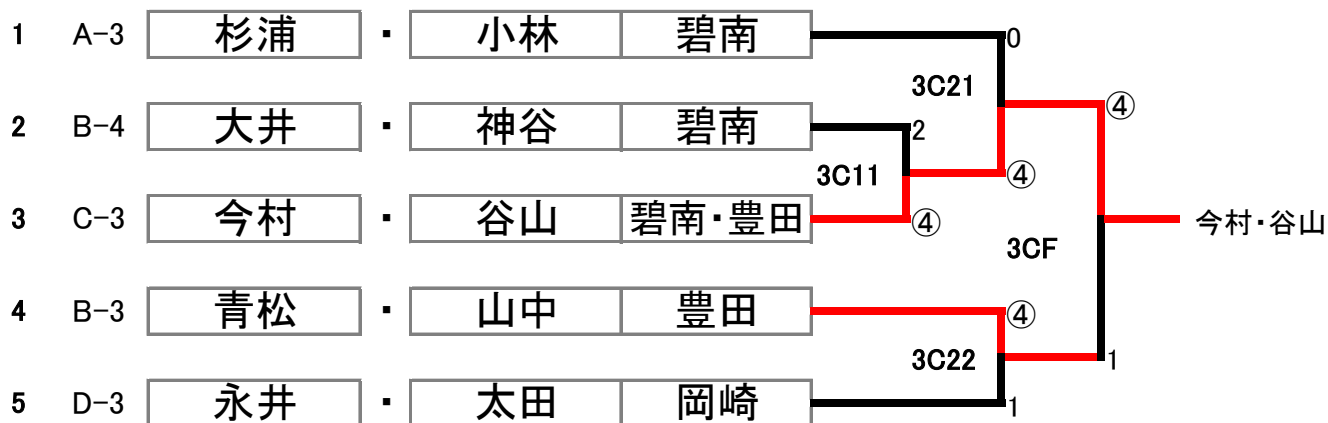 1 A-3 杉浦 ・ 小林 碧南 0
3C21
④
2 B-4 大井 ・ 神谷 碧南 2
3C11 ④
3 C-3 今村 ・ 谷山 碧南・豊田 ④ 今村・谷山
3CF
4 B-3 青松 ・ 山中 豊田 ④
3C22 1
5 D-3 永井 ・ 太田 岡崎 1